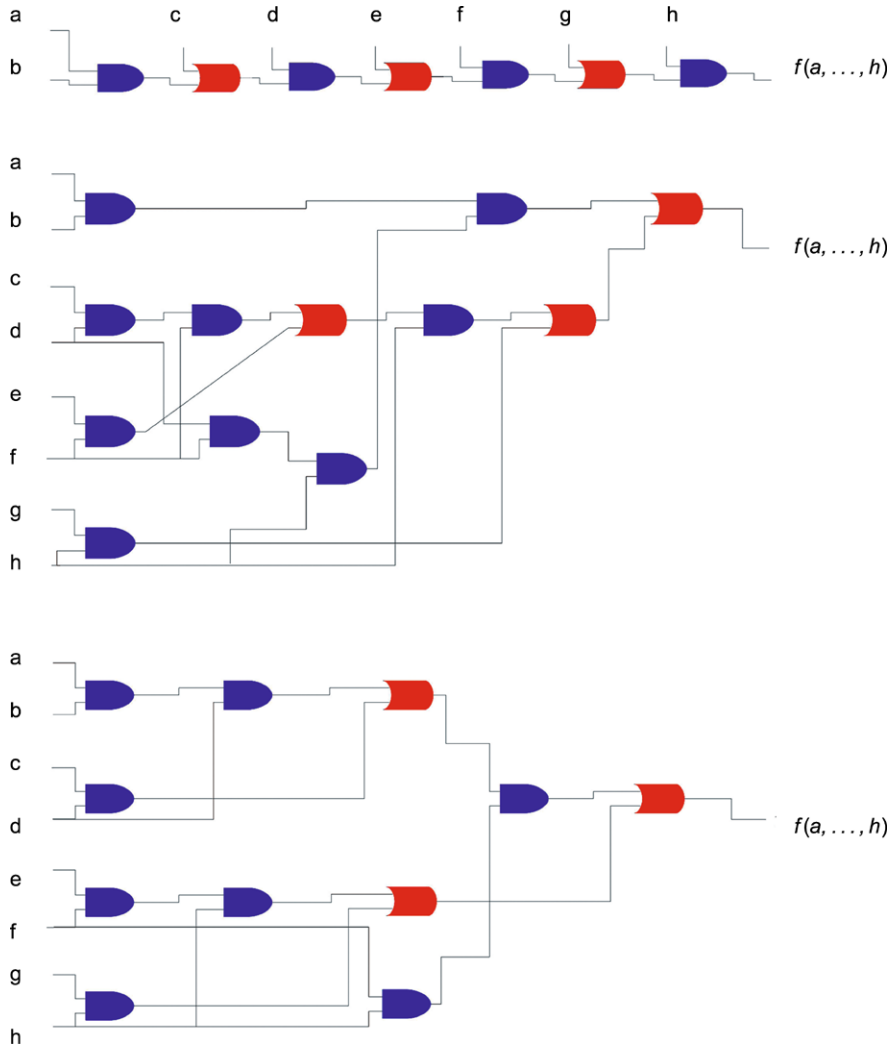 a c d e f g h
b f(a, . . . , h)
a
b
f(a, . . . , h)
c
d
e
f
g
h
a
b
c
d
f(a, . . . , h)
e
f
g
h